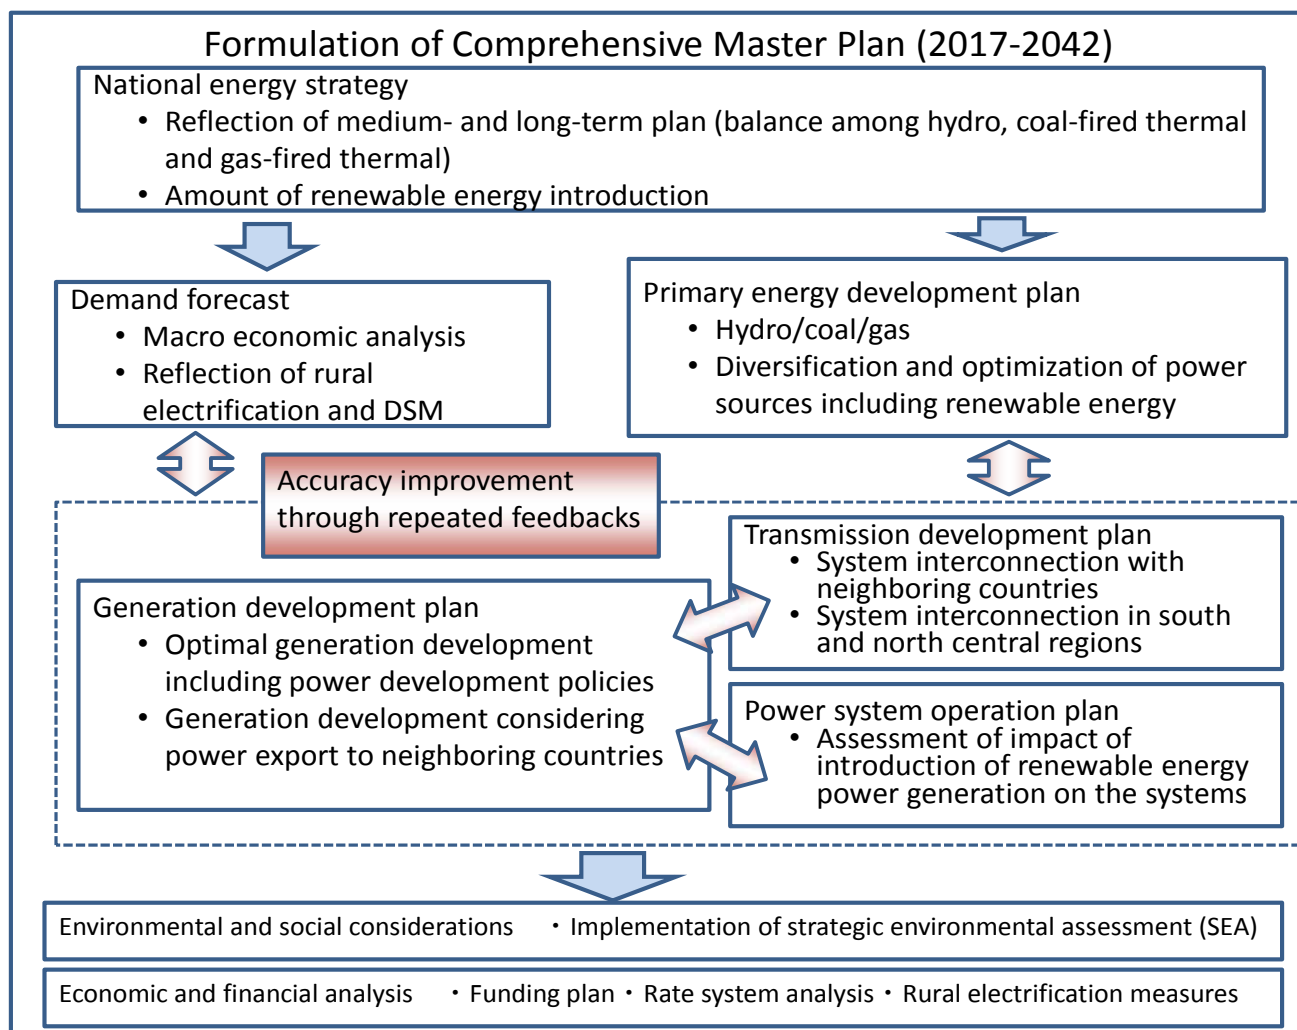 Formulation of Comprehensive Master Plan (2017-2042)
National energy strategy
• Reflection of medium- and long-term plan (balance among hydro, coal-fired thermal
and gas-fired thermal)
• Amount of renewable energy introduction
Demand forecast
• Macro economic analysis
• Reflection of rural
electrification and DSM
Primary energy development plan
• Hydro/coal/gas
• Diversification and optimization of power
sources including renewable energy
Accuracy improvement
through repeated feedbacks
Generation development plan
• Optimal generation development
including power development policies
• Generation development considering
power export to neighboring countries
Transmission development plan
• System interconnection with
neighboring countries
• System interconnection in south
and north central regions
Power system operation plan
• Assessment of impact of
introduction of renewable energy
power generation on the systems
Environmental and social considerations ・Implementation of strategic environmental assessment (SEA)
Economic and financial analysis ・Funding plan・Rate system analysis・Rural electrification measures